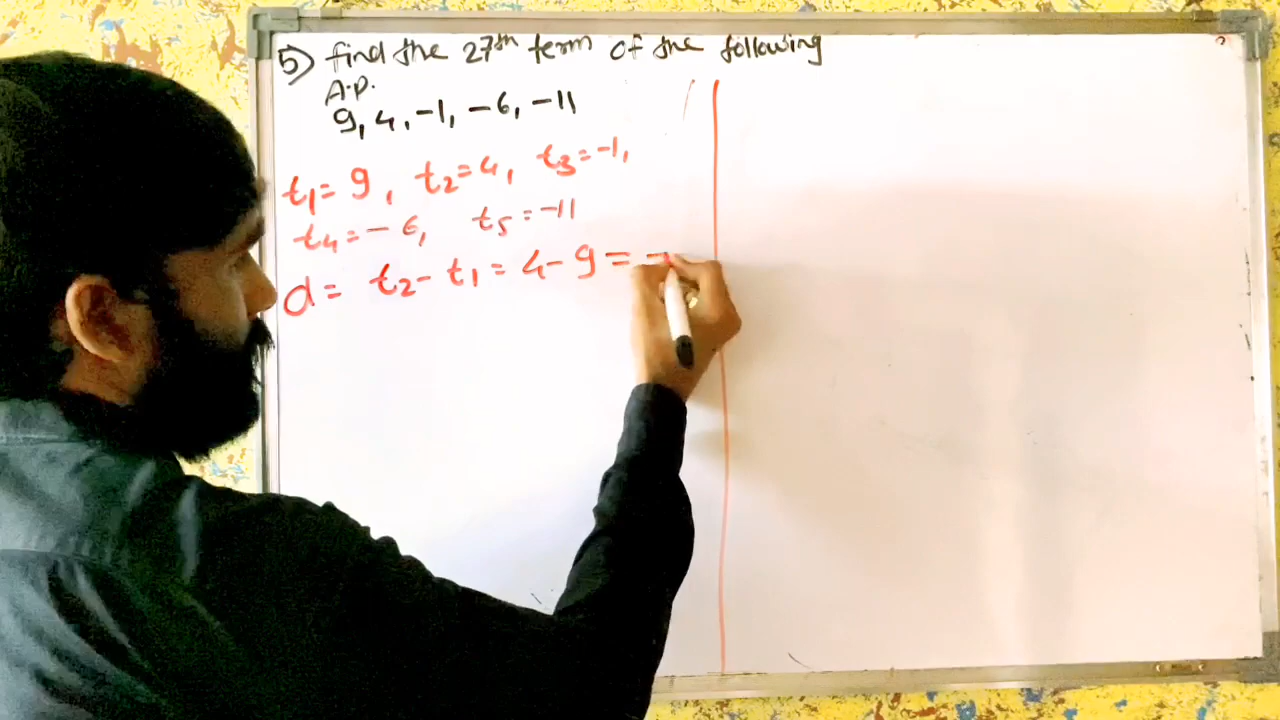 5) find the 27th term of the following
A.P.
9, 4, -1, -6, -11
t1= 9, t2=4, t3=-1,
t4=-6, t5=-11
d= t2- t1= 4-9= -